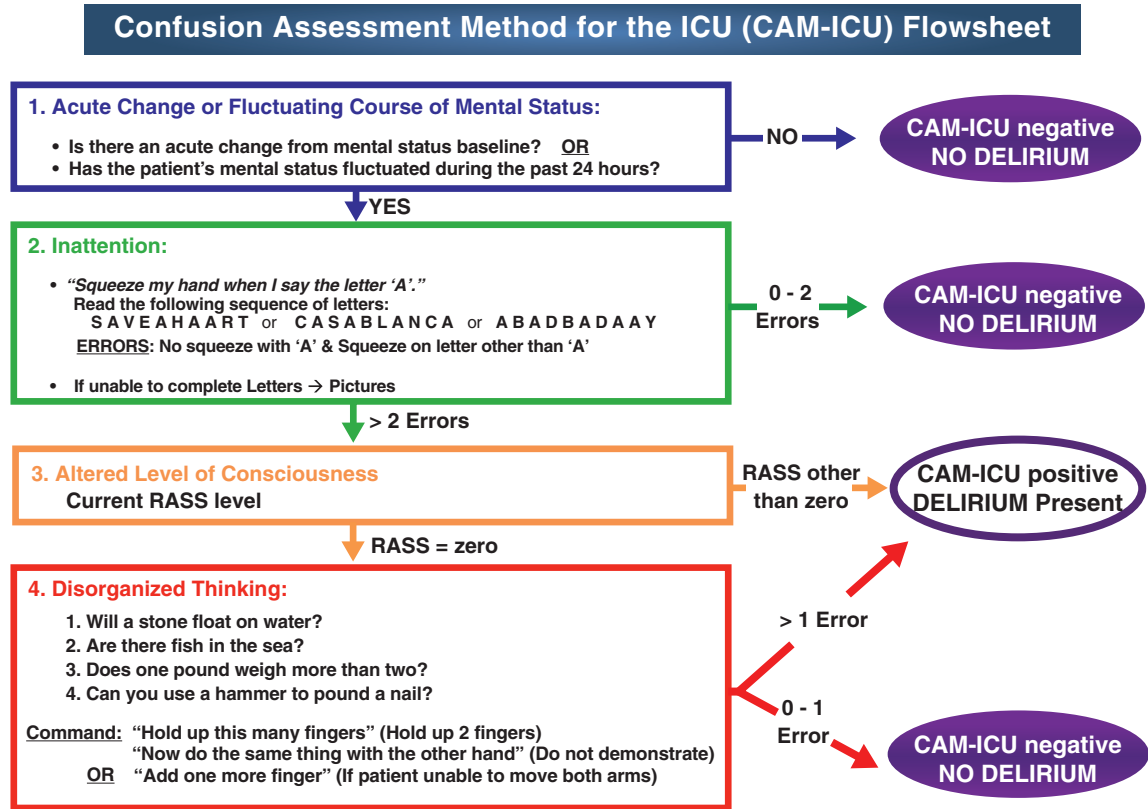 Confusion Assessment Method for the ICU (CAM-ICU) Flowsheet
1. Acute Change or Fluctuating Course of Mental Status:
• Is there an acute change from mental status baseline? OR
• Has the patient’s mental status fluctuated during the past 24 hours?
NO
CAM-ICU negative
NO DELIRIUM
YES
2. Inattention:
• “Squeeze my hand when I say the letter ‘A’.”
Read the following sequence of letters:
S A V E A H A A R T or C A S A B L A N C A or A B A D B A D A A Y
ERRORS: No squeeze with ‘A’ & Squeeze on letter other than ‘A’
• If unable to complete Letters → Pictures
0 - 2
Errors
CAM-ICU negative
NO DELIRIUM
> 2 Errors
3. Altered Level of Consciousness
Current RASS level
RASS other
than zero
CAM-ICU positive
DELIRIUM Present
RASS = zero
4. Disorganized Thinking:
1. Will a stone float on water?
2. Are there fish in the sea?
3. Does one pound weigh more than two?
4. Can you use a hammer to pound a nail?
Command: “Hold up this many fingers” (Hold up 2 fingers)
“Now do the same thing with the other hand” (Do not demonstrate)
OR “Add one more finger” (If patient unable to move both arms)
> 1 Error
0 - 1
Error
CAM-ICU negative
NO DELIRIUM